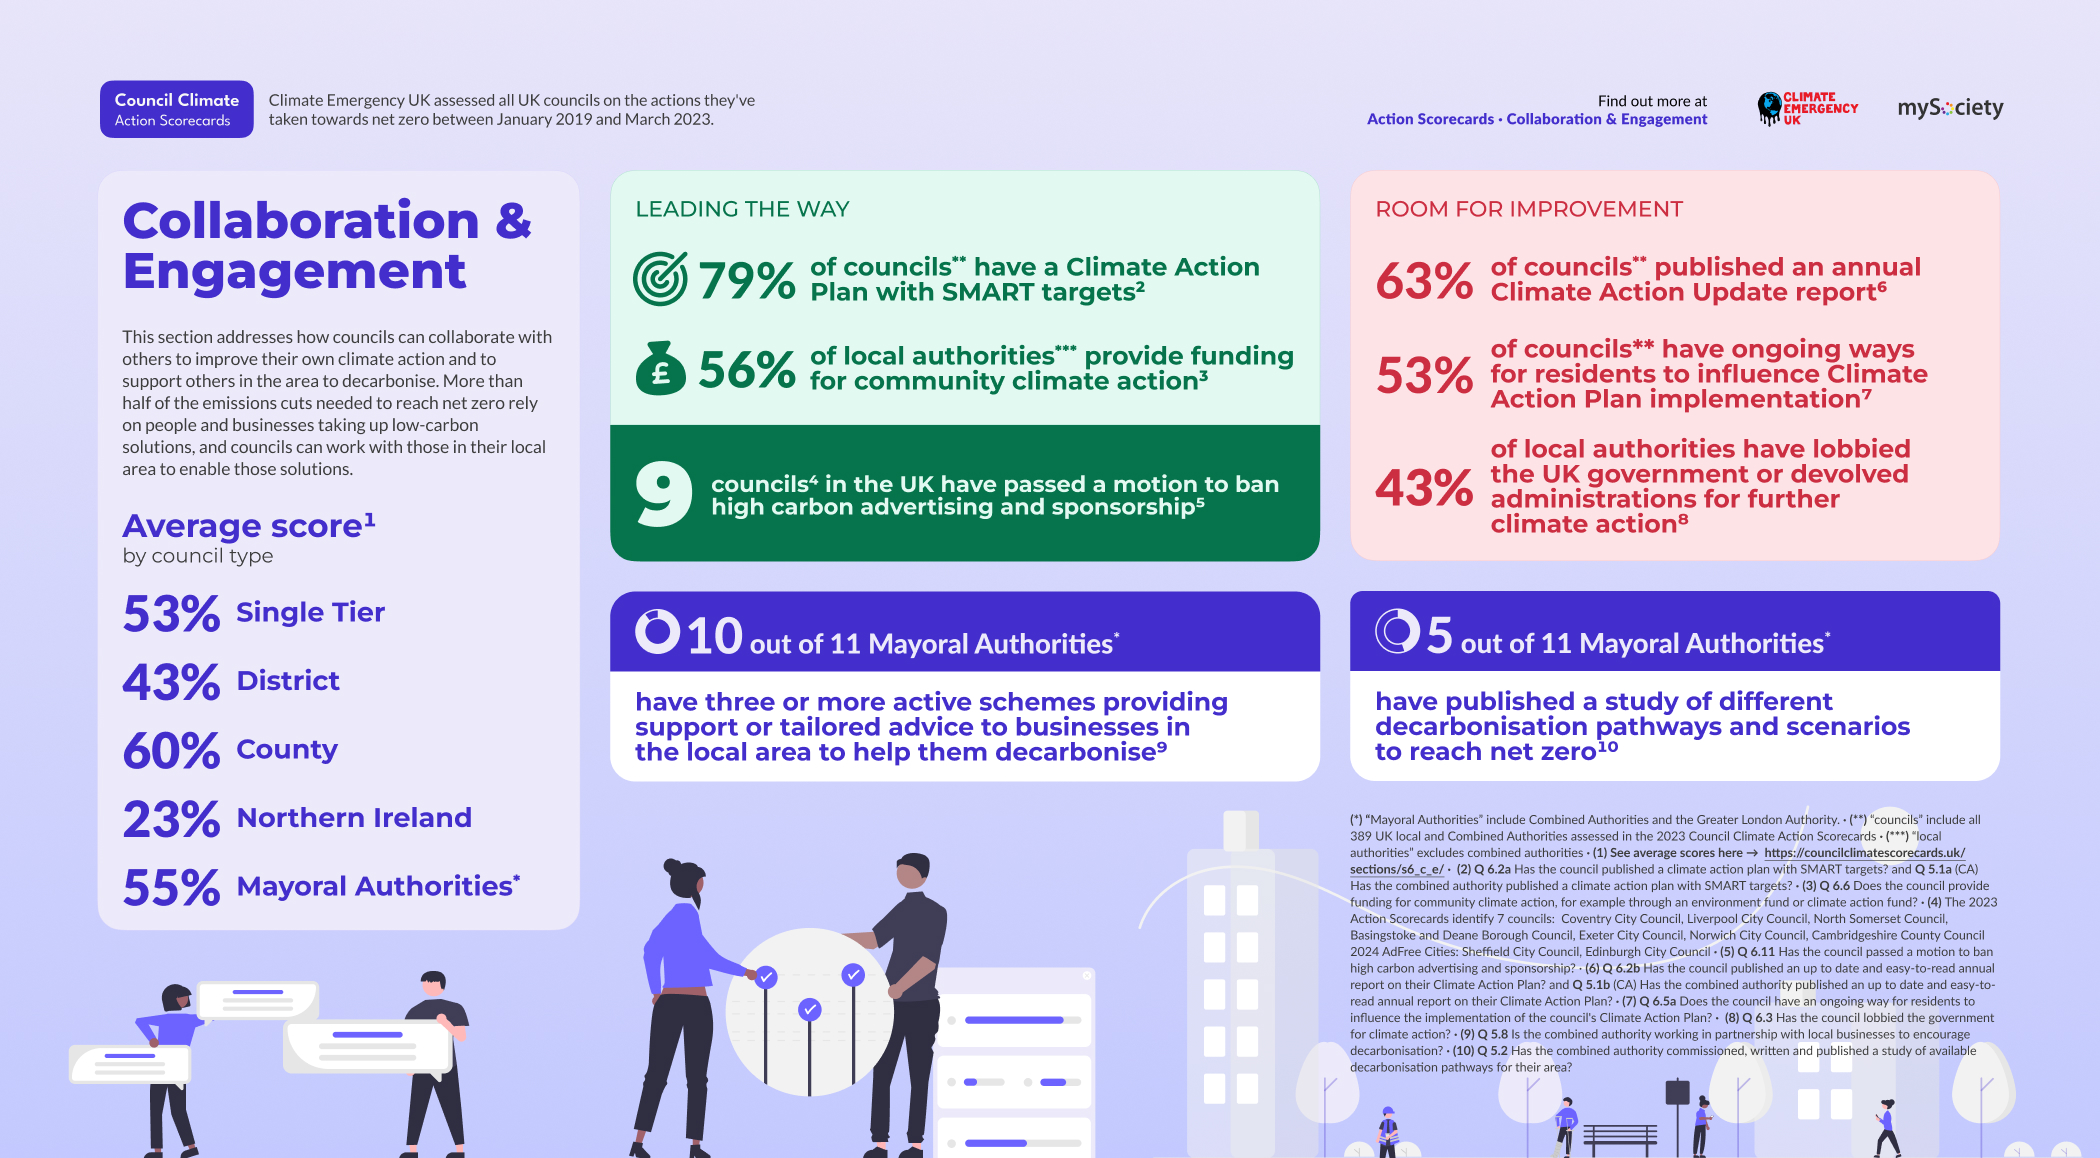 Council Climate
Action Scorecards
Climate Emergency UK assessed all UK councils on the actions they've
taken towards net zero between January 2019 and March 2023.
Find out more at
Action Scorecards · Collaboration & Engagement
CLIMATE
EMERGENCY
UK
mySociety
Collaboration &
Engagement
This section addresses how councils can collaborate with
others to improve their own climate action and to
support others in the area to decarbonise. More than
half of the emissions cuts needed to reach net zero rely
on people and businesses taking up low-carbon
solutions, and councils can work with those in their local
area to enable those solutions.
Average score¹
by council type
53% Single Tier
43% District
60% County
23% Northern Ireland
55% Mayoral Authorities*
LEADING THE WAY
79% of councils** have a Climate Action
Plan with SMART targets²
£
56% of local authorities*** provide funding
for community climate action³
9 councils⁴ in the UK have passed a motion to ban
high carbon advertising and sponsorship⁵
ROOM FOR IMPROVEMENT
63% of councils** published an annual
Climate Action Update report⁶
53% of councils** have ongoing ways
for residents to influence Climate
Action Plan implementation⁷
43% of local authorities have lobbied
the UK government or devolved
administrations for further
climate action⁸
10 out of 11 Mayoral Authorities*
have three or more active schemes providing
support or tailored advice to businesses in
the local area to help them decarbonise⁹
5 out of 11 Mayoral Authorities*
have published a study of different
decarbonisation pathways and scenarios
to reach net zero¹⁰
(*) “Mayoral Authorities” include Combined Authorities and the Greater London Authority. · (**) “councils” include all
389 UK local and Combined Authorities assessed in the 2023 Council Climate Action Scorecards · (***) “local
authorities” excludes combined authorities · (1) See average scores here → https://councilclimatescorecards.uk/
sections/s6_c_e/ · (2) Q 6.2a Has the council published a climate action plan with SMART targets? and Q 5.1a (CA)
Has the combined authority published a climate action plan with SMART targets? · (3) Q 6.6 Does the council provide
funding for community climate action, for example through an environment fund or climate action fund? · (4) The 2023
Action Scorecards identify 7 councils: Coventry City Council, Liverpool City Council, North Somerset Council,
Basingstoke and Deane Borough Council, Exeter City Council, Norwich City Council, Cambridgeshire County Council
2024 AdFree Cities: Sheffield City Council, Edinburgh City Council · (5) Q 6.11 Has the council passed a motion to ban
high carbon advertising and sponsorship? · (6) Q 6.2b Has the council published an up to date and easy-to-read annual
report on their Climate Action Plan? and Q 5.1b (CA) Has the combined authority published an up to date and easy-to-
read annual report on their Climate Action Plan? · (7) Q 6.5a Does the council have an ongoing way for residents to
influence the implementation of the council's Climate Action Plan? · (8) Q 6.3 Has the council lobbied the government
for climate action? · (9) Q 5.8 Is the combined authority working in partnership with local businesses to encourage
decarbonisation? · (10) Q 5.2 Has the combined authority commissioned, written and published a study of available
decarbonisation pathways for their area?